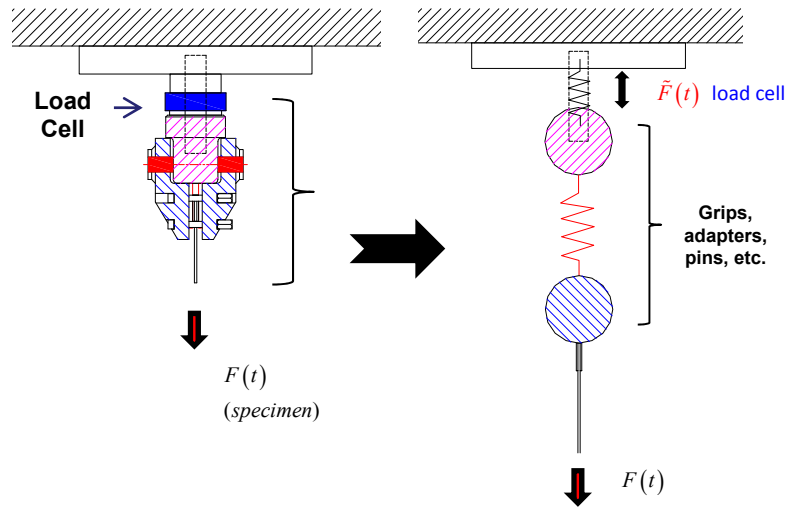 Load
Cell
F(t)
(specimen)
F̃(t) load cell
Grips,
adapters,
pins, etc.
F(t)